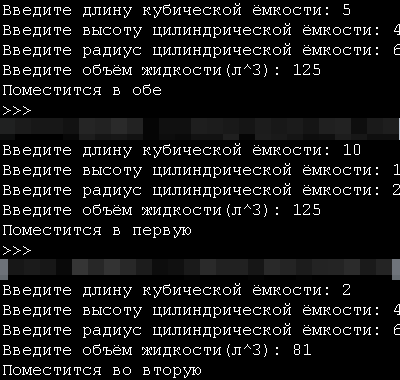 Введите длину кубической ёмкости: 5
Введите высоту цилиндрической ёмкости: 4
Введите радиус цилиндрической ёмкости: 6
Введите объём жидкости(л^3): 125
Поместится в обе
>>>
Введите длину кубической ёмкости: 10
Введите высоту цилиндрической ёмкости: 1
Введите радиус цилиндрической ёмкости: 2
Введите объём жидкости(л^3): 125
Поместится в первую
>>>
Введите длину кубической ёмкости: 2
Введите высоту цилиндрической ёмкости: 4
Введите радиус цилиндрической ёмкости: 6
Введите объём жидкости(л^3): 81
Поместится во вторую